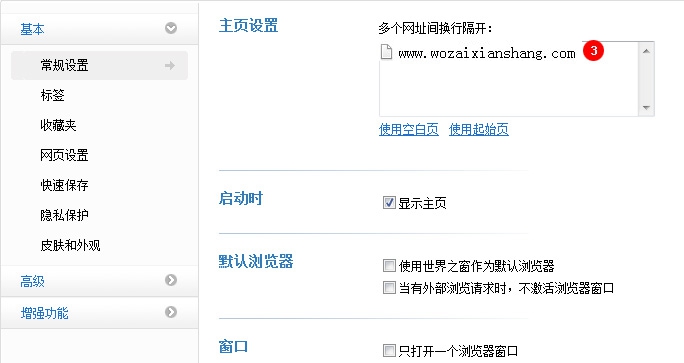 基本
常规设置
标签
收藏夹
网页设置
快速保存
隐私保护
皮肤和外观
高级
增强功能
主页设置
多个网址间换行隔开：
www.wozaixianshang.com
3
使用空白页 使用起始页
启动时
显示主页
默认浏览器
使用世界之窗作为默认浏览器
当有外部浏览请求时，不激活浏览器窗口
窗口
只打开一个浏览器窗口